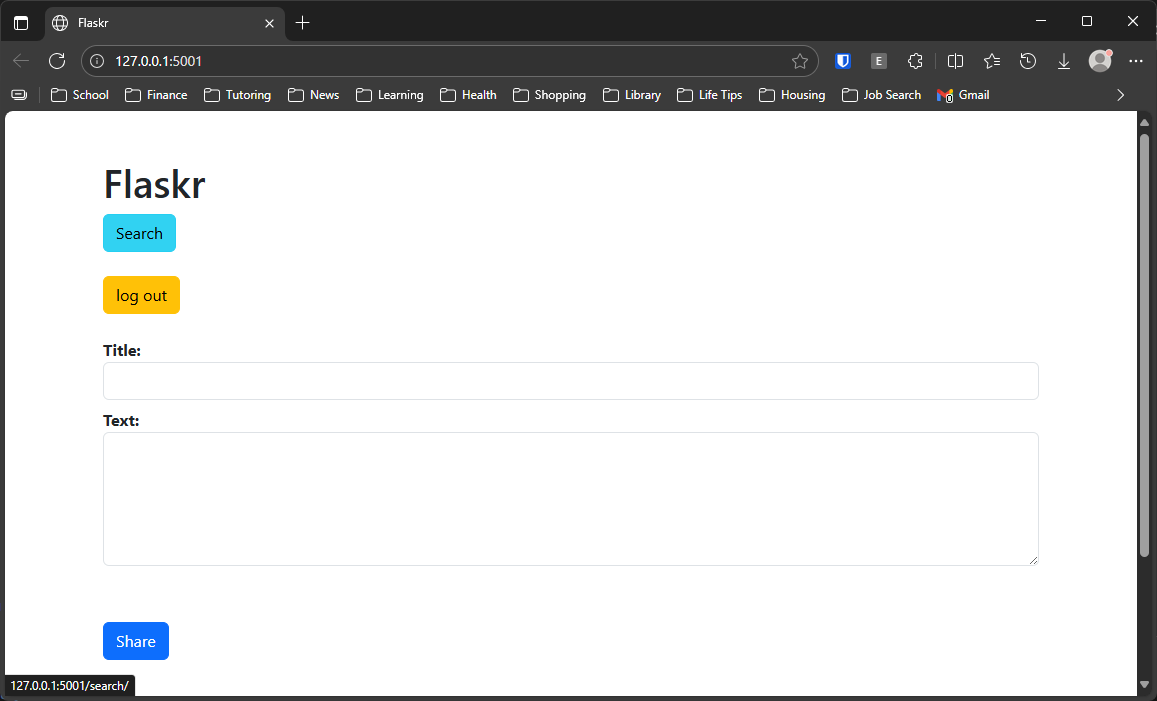 Flaskr
127.0.0.1:5001
E
School Finance Tutoring News Learning Health Shopping Library Life Tips Housing Job Search 0 Gmail
Flaskr
Search
log out
Title:
Text:
Share
127.0.0.1:5001/search/